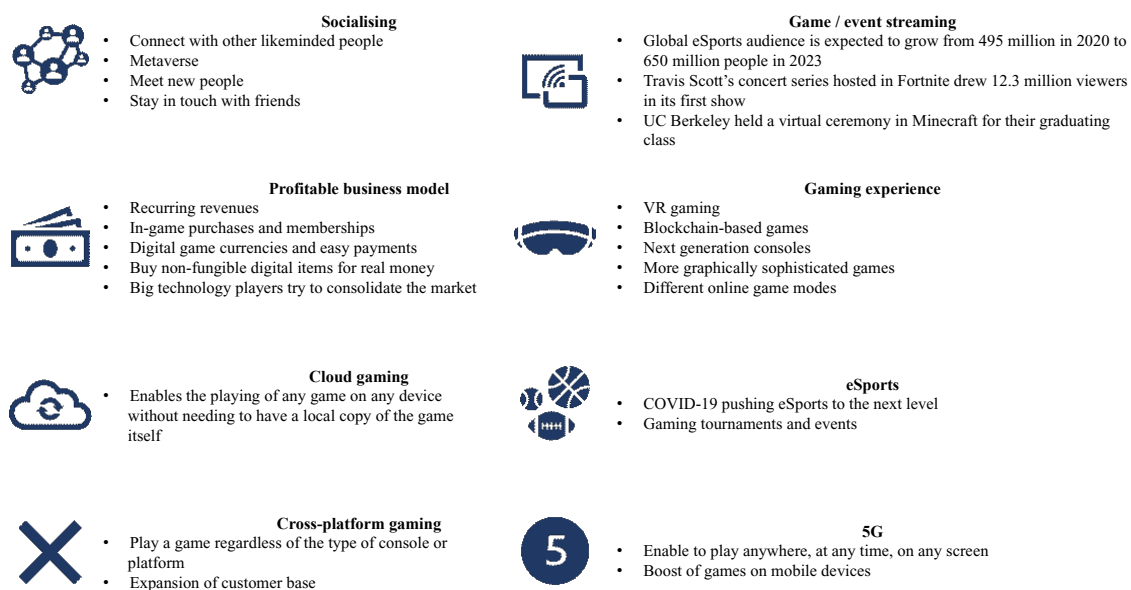 Socialising
• Connect with other likeminded people
• Metaverse
• Meet new people
• Stay in touch with friends
Game / event streaming
• Global eSports audience is expected to grow from 495 million in 2020 to
650 million people in 2023
• Travis Scott’s concert series hosted in Fortnite drew 12.3 million viewers
in its first show
• UC Berkeley held a virtual ceremony in Minecraft for their graduating
class
Profitable business model
• Recurring revenues
• In-game purchases and memberships
• Digital game currencies and easy payments
• Buy non-fungible digital items for real money
• Big technology players try to consolidate the market
Gaming experience
• VR gaming
• Blockchain-based games
• Next generation consoles
• More graphically sophisticated games
• Different online game modes
Cloud gaming
• Enables the playing of any game on any device
without needing to have a local copy of the game
itself
eSports
• COVID-19 pushing eSports to the next level
• Gaming tournaments and events
Cross-platform gaming
• Play a game regardless of the type of console or
platform
• Expansion of customer base
5
5G
• Enable to play anywhere, at any time, on any screen
• Boost of games on mobile devices